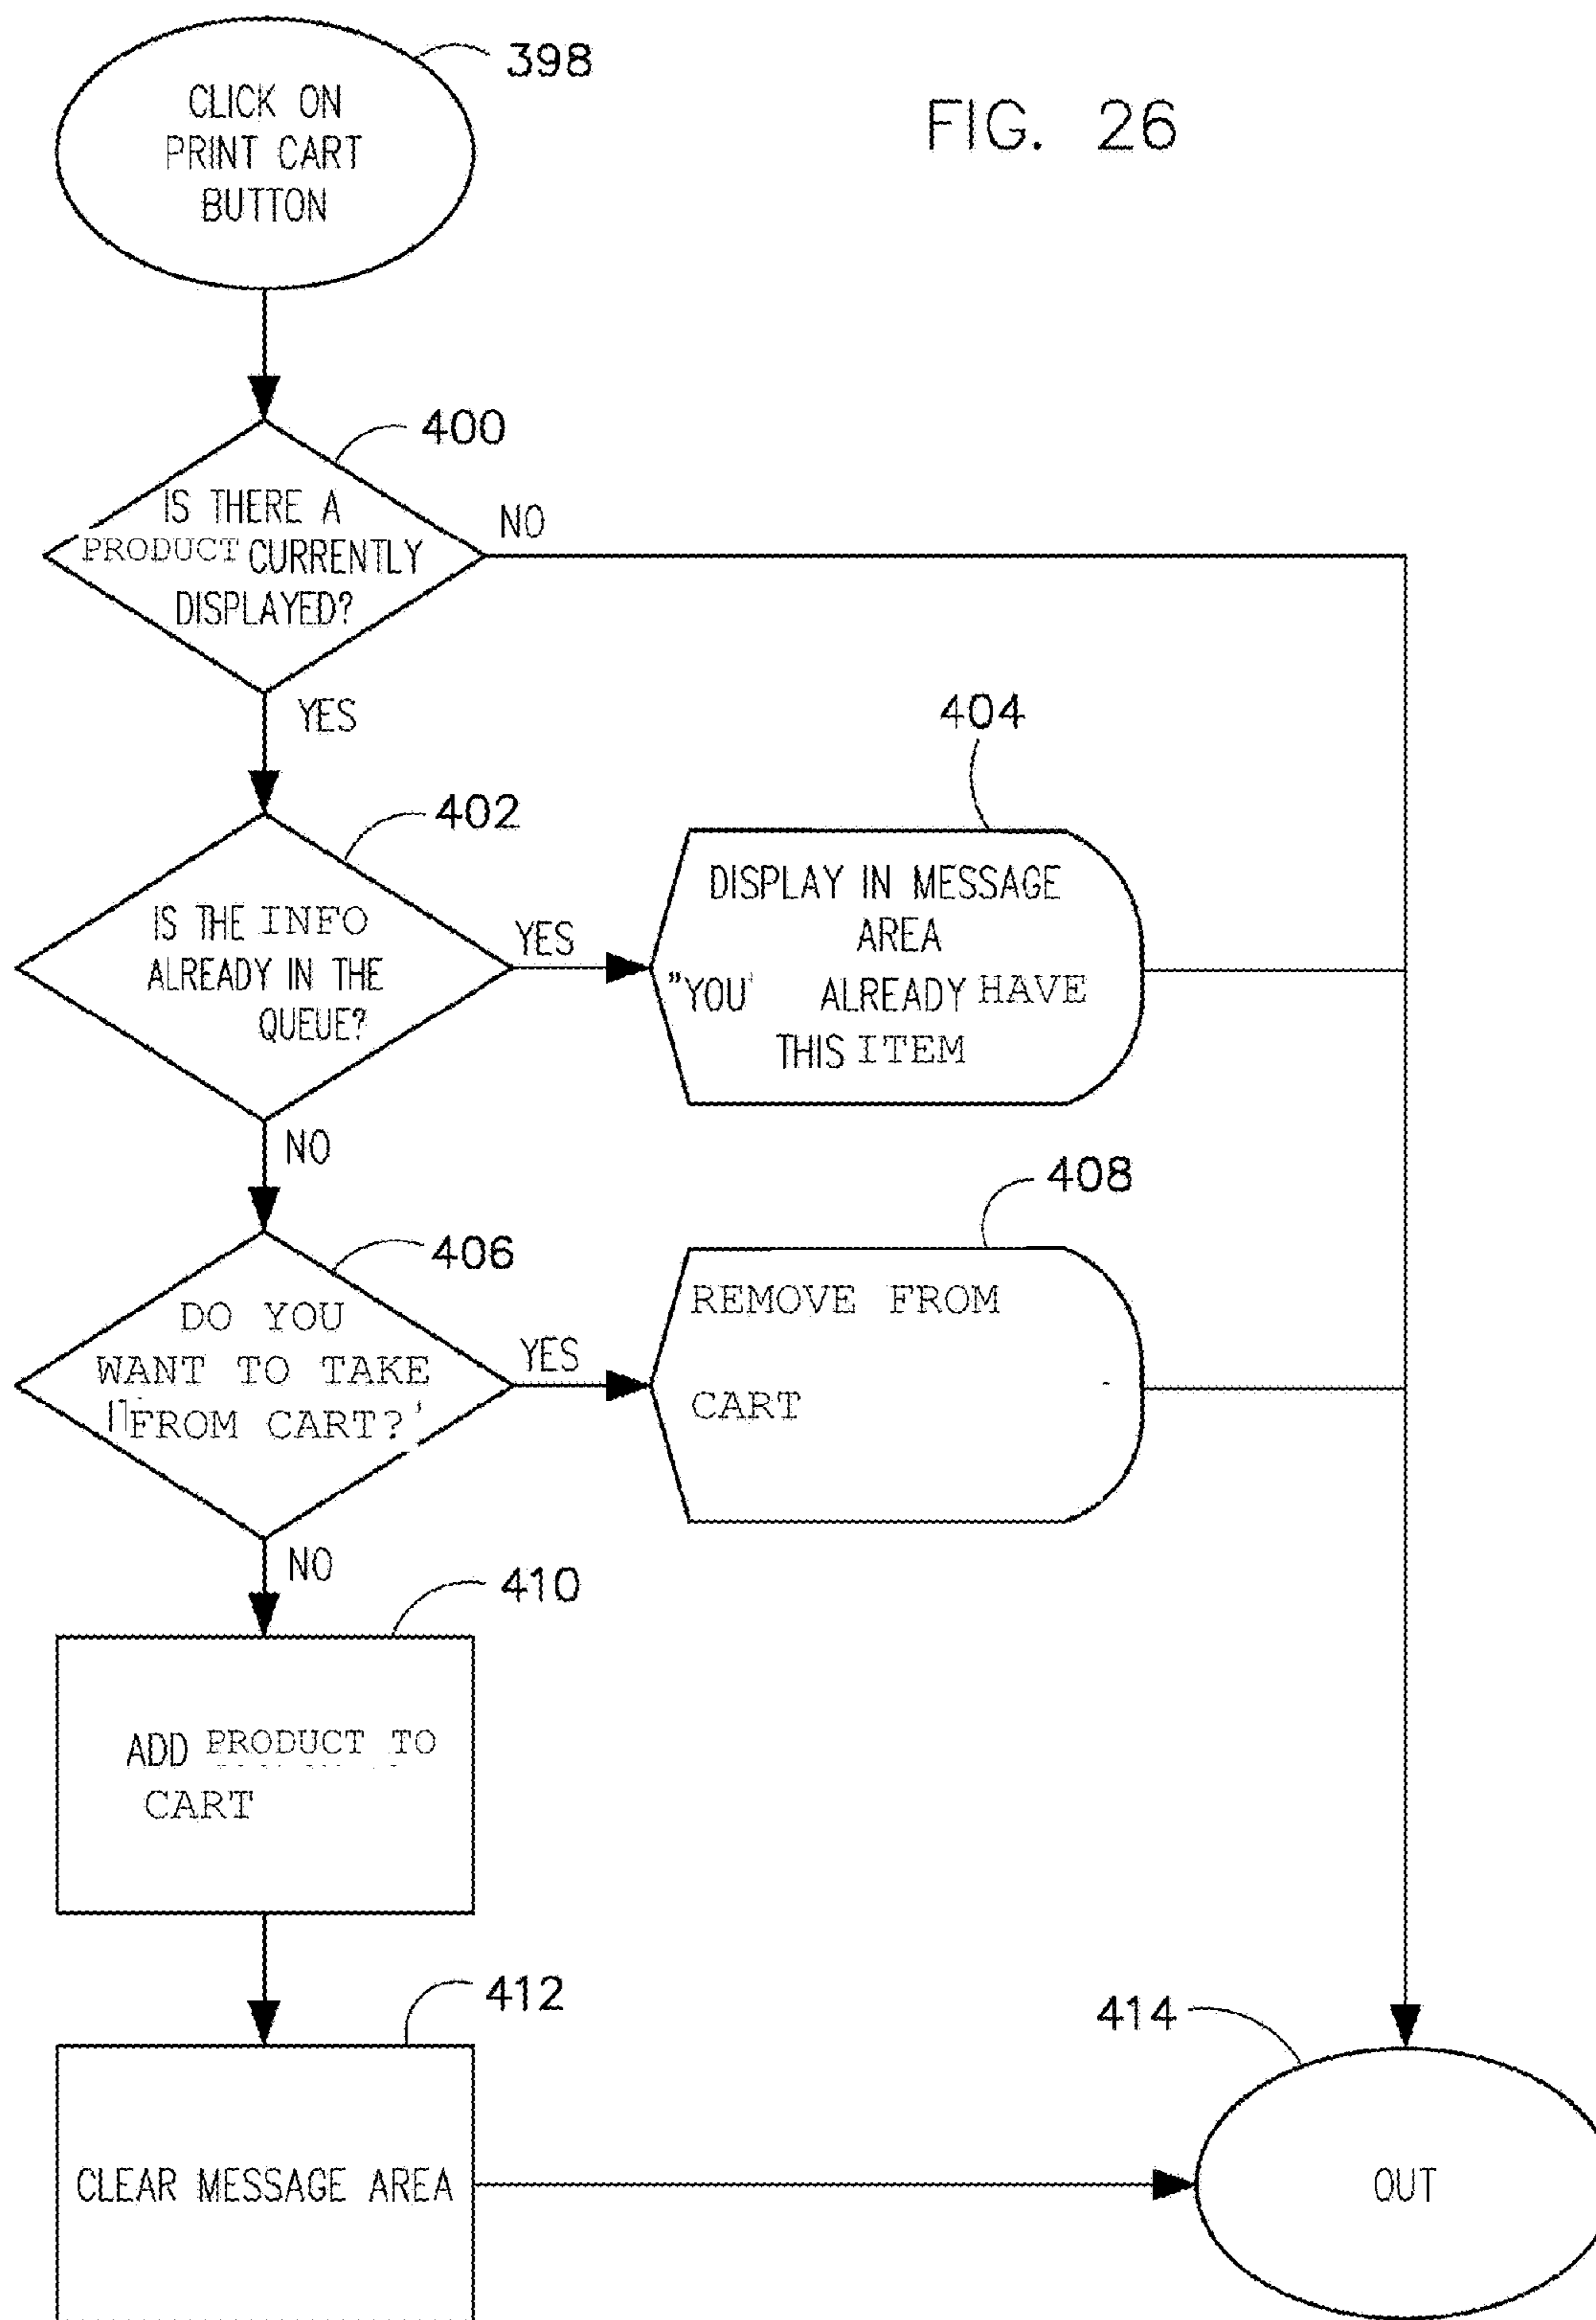 398
CLICK ON
PRINT CART
BUTTON
FIG. 26
400
IS THERE A
PRODUCT CURRENTLY
DISPLAYED?
NO
YES
402
IS THE INFO
ALREADY IN THE
QUEUE?
YES
404
DISPLAY IN MESSAGE
AREA
"YOU' ALREADY HAVE
THIS ITEM
NO
406
DO YOU
WANT TO TAKE
FROM CART?'
YES
408
REMOVE FROM
CART
NO
410
ADD PRODUCT TO
CART
412
CLEAR MESSAGE AREA
414
OUT